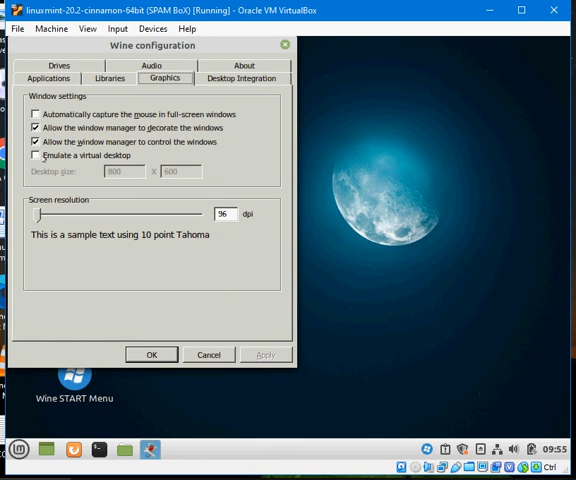 linuxmint-20.2-cinnamon-64bit (SPAM BoX) [Running] - Oracle VM VirtualBox
File Machine View Input Devices Help
Wine configuration
Drives Audio About
Applications Libraries Graphics Desktop Integration
Window settings
Automatically capture the mouse in full-screen windows
Allow the window manager to decorate the windows
Allow the window manager to control the windows
Emulate a virtual desktop
Desktop size: 800 X 600
Screen resolution
96 dpi
This is a sample text using 10 point Tahoma
OK Cancel Apply
Wine START Menu
09:55
Ctrl